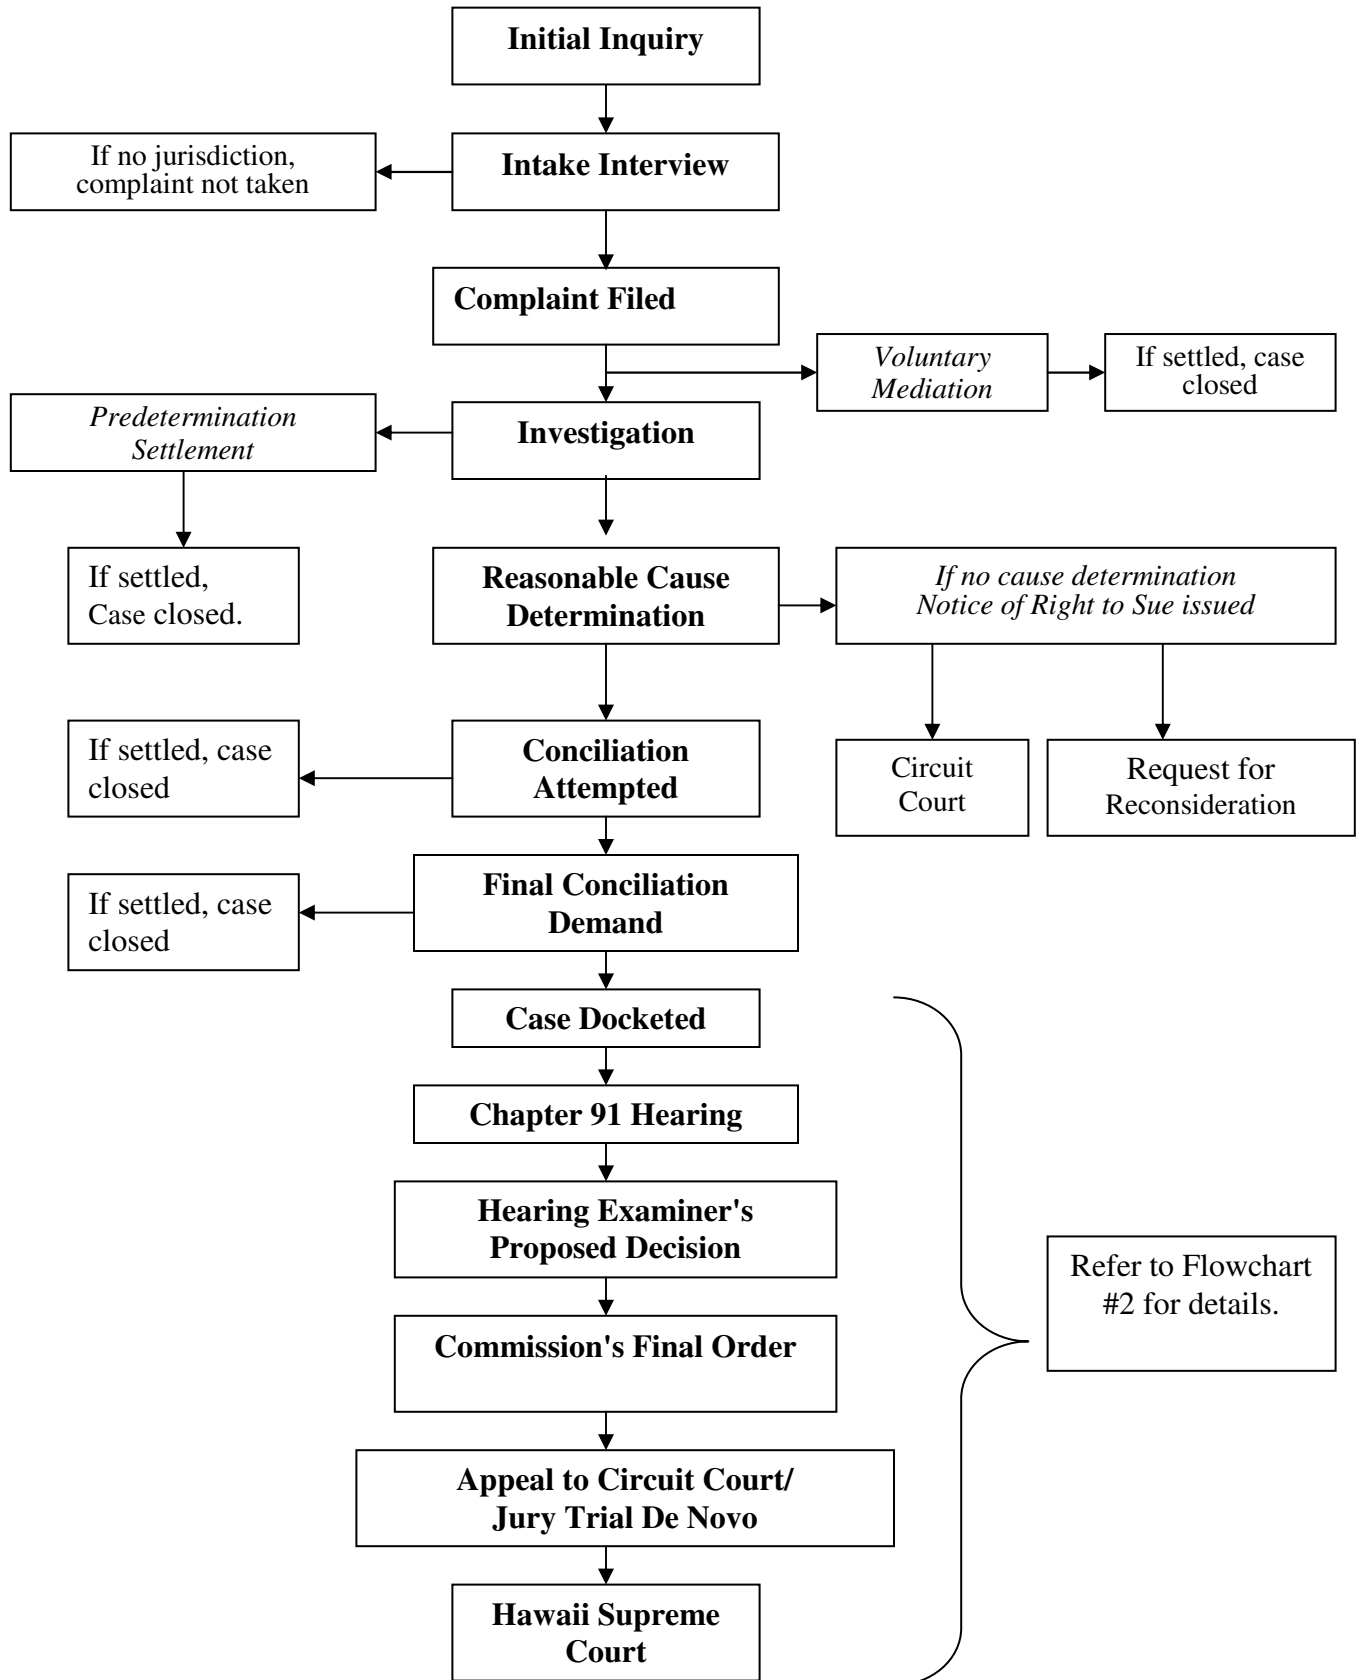 Initial Inquiry
If no jurisdiction,
complaint not taken
Intake Interview
Complaint Filed
Voluntary
Mediation
If settled, case
closed
Predetermination
Settlement
Investigation
If settled,
Case closed.
Reasonable Cause
Determination
If no cause determination
Notice of Right to Sue issued
If settled, case
closed
Conciliation
Attempted
Circuit
Court
Request for
Reconsideration
If settled, case
closed
Final Conciliation
Demand
Case Docketed
Chapter 91 Hearing
Hearing Examiner's
Proposed Decision
Refer to Flowchart
#2 for details.
Commission's Final Order
Appeal to Circuit Court/
Jury Trial De Novo
Hawaii Supreme
Court